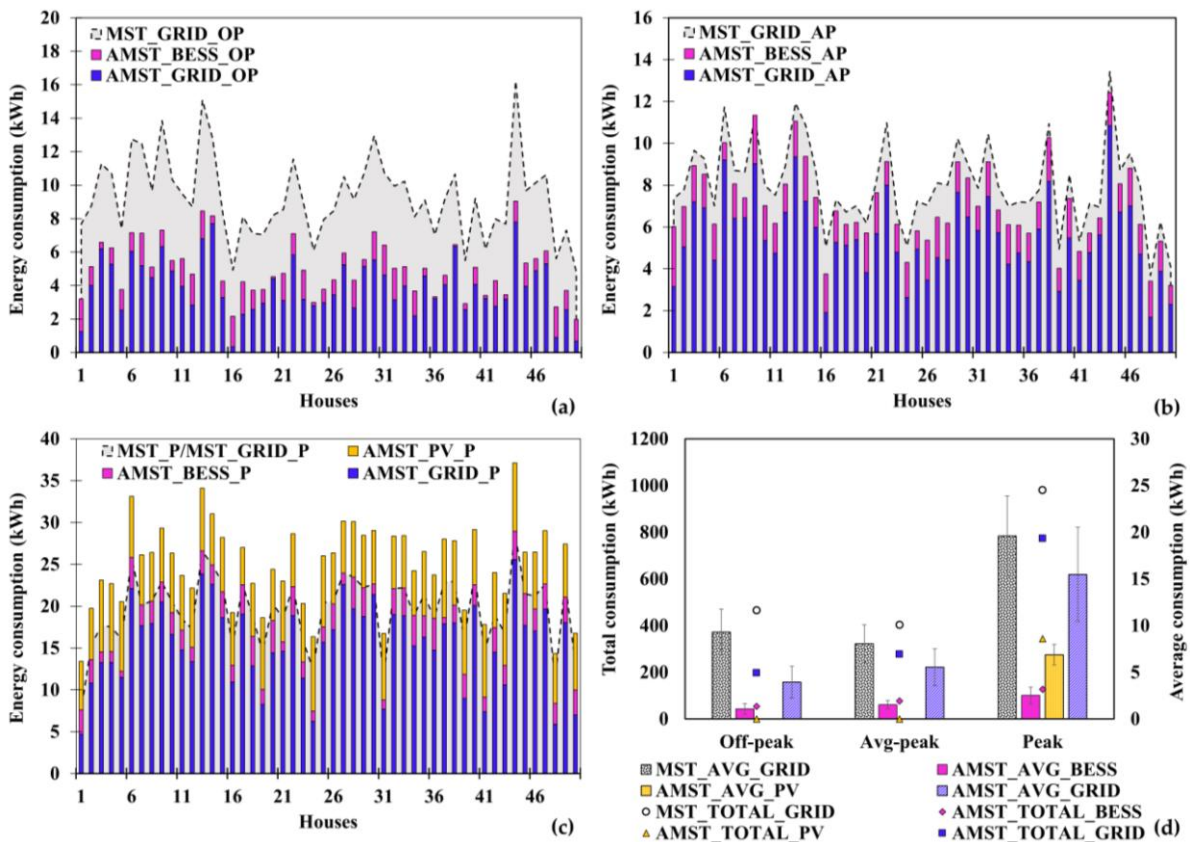 20
18
16
14
12
10
8
6
4
2
0
Energy consumption (kWh)
MST_GRID_OP
AMST_BESS_OP
AMST_GRID_OP
1 6 11 16 21 26 31 36 41 46
Houses
(a)
16
14
12
10
8
6
4
2
0
Energy consumption (kWh)
MST_GRID_AP
AMST_BESS_AP
AMST_GRID_AP
1 6 11 16 21 26 31 36 41 46
Houses
(b)
40
35
30
25
20
15
10
5
0
Energy consumption (kWh)
MST_P/MST_GRID_P AMST_PV_P
AMST_BESS_P AMST_GRID_P
1 6 11 16 21 26 31 36 41 46
Houses
(c)
1200
1000
800
600
400
200
0
Total consumption (kWh)
30
25
20
15
10
5
0
Average consumption (kWh)
Off-peak Avg-peak Peak
MST_AVG_GRID AMST_AVG_BESS
AMST_AVG_PV AMST_AVG_GRID
MST_TOTAL_GRID AMST_TOTAL_BESS
AMST_TOTAL_PV AMST_TOTAL_GRID
(d)